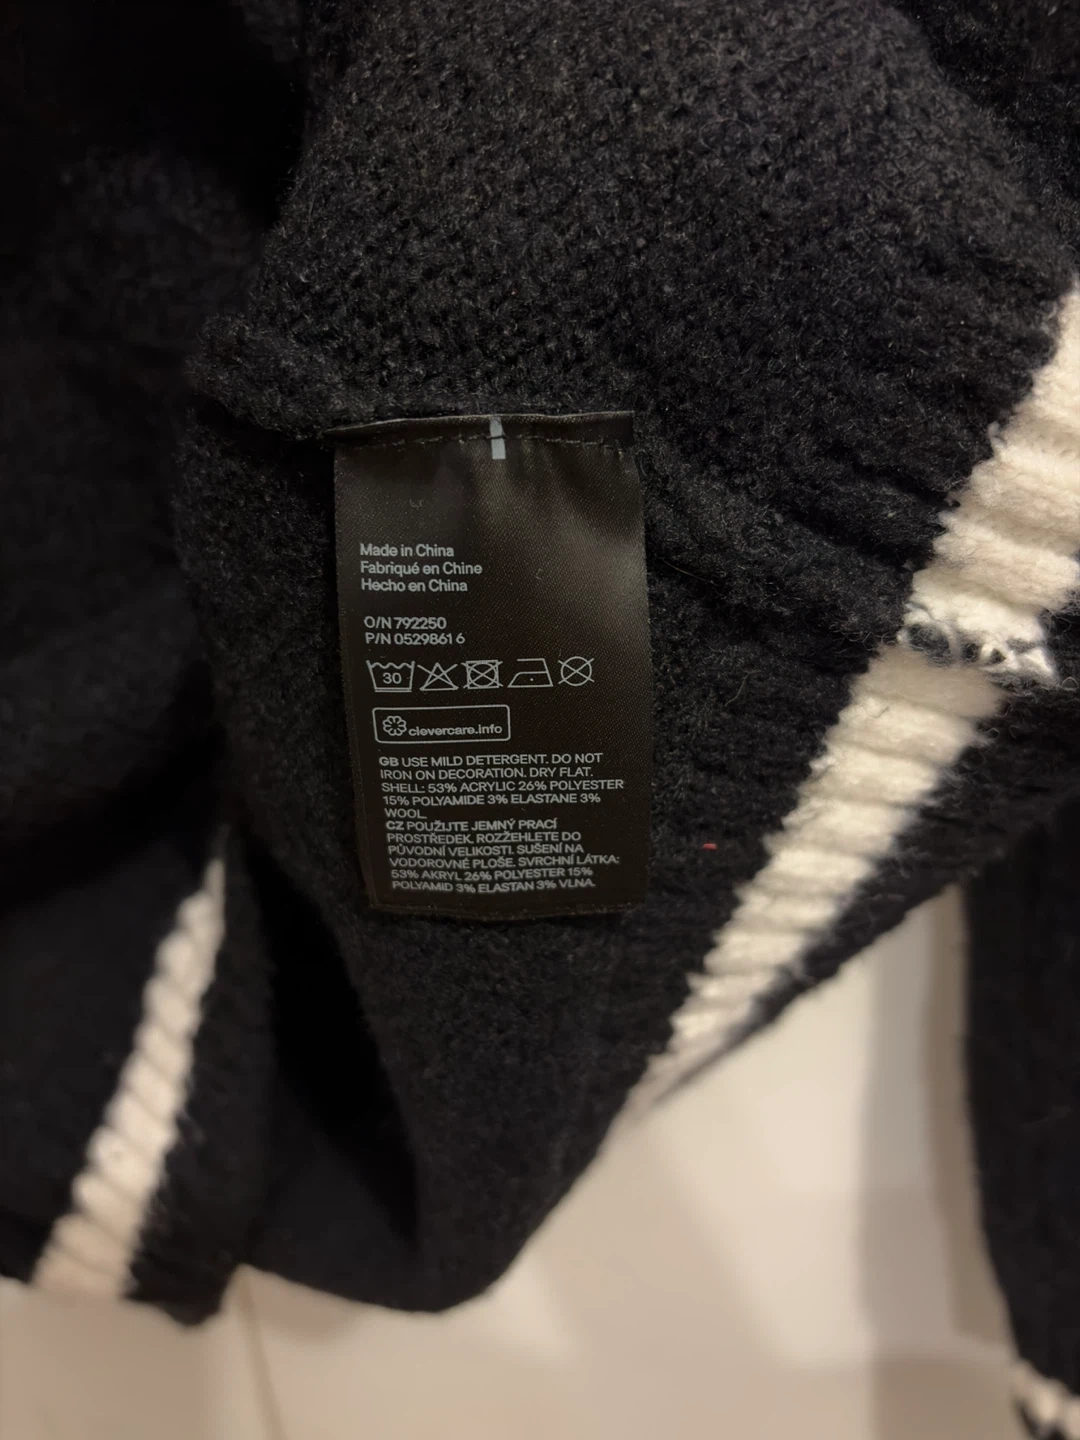 Made in China
Fabriqué en Chine
Hecho en China
O/N 792250
P/N 0529861 6
30
clevercare.info
GB USE MILD DETERGENT. DO NOT
IRON ON DECORATION. DRY FLAT.
SHELL: 53% ACRYLIC 26% POLYESTER
15% POLYAMIDE 3% ELASTANE 3%
WOOL.
CZ POUŽIJTE JEMNÝ PRACÍ
PROSTŘEDEK. ROZŽEHLETE DO
PŮVODNÍ VELIKOSTI. SUŠENÍ NA
VODOROVNÉ PLOŠE. SVRCHNÍ LÁTKA:
53% AKRYL 26% POLYESTER 15%
POLYAMID 3% ELASTAN 3% VLNA.